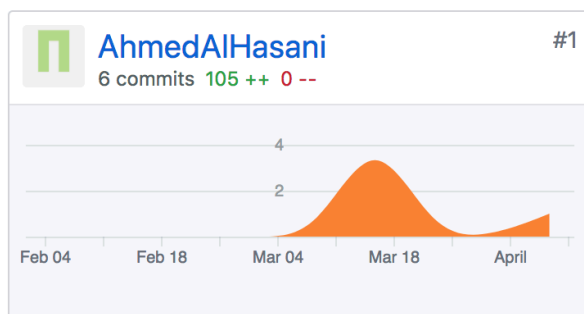 AhmedAlHasani
#1
6 commits 105 ++ 0 --
4
2
Feb 04 Feb 18 Mar 04 Mar 18 April